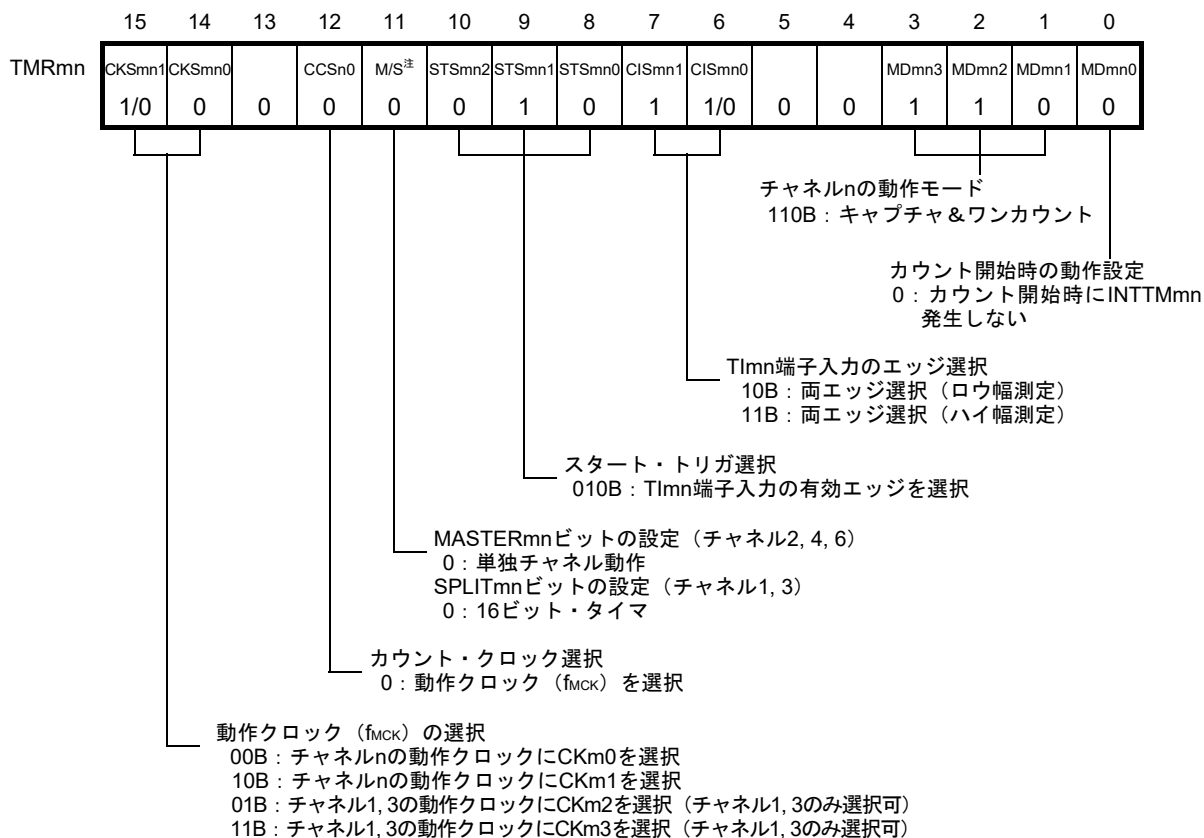 15 14 13 12 11 10 9 8 7 6 5 4 3 2 1 0
TMRmn CKSmn1 CKSmn0 CCSn0 M/S注 STSmn2 STSmn1 STSmn0 CISmn1 CISmn0 MDmn3 MDmn2 MDmn1 MDmn0
1/0 0 0 0 0 0 1 0 1 1/0 0 0 1 1 0 0
チャネルnの動作モード
110B：キャプチャ＆ワンカウント
カウント開始時の動作設定
0：カウント開始時にINTTMmn
発生しない
TImn端子入力のエッジ選択
10B：両エッジ選択（ロウ幅測定）
11B：両エッジ選択（ハイ幅測定）
スタート・トリガ選択
010B：TImn端子入力の有効エッジを選択
MASTERmnビットの設定（チャネル2, 4, 6）
0：単独チャネル動作
SPLITmnビットの設定（チャネル1, 3）
0：16ビット・タイマ
カウント・クロック選択
0：動作クロック（fMCK）を選択
動作クロック（fMCK）の選択
00B：チャネルnの動作クロックにCKm0を選択
10B：チャネルnの動作クロックにCKm1を選択
01B：チャネル1, 3の動作クロックにCKm2を選択（チャネル1, 3のみ選択可）
11B：チャネル1, 3の動作クロックにCKm3を選択（チャネル1, 3のみ選択可）